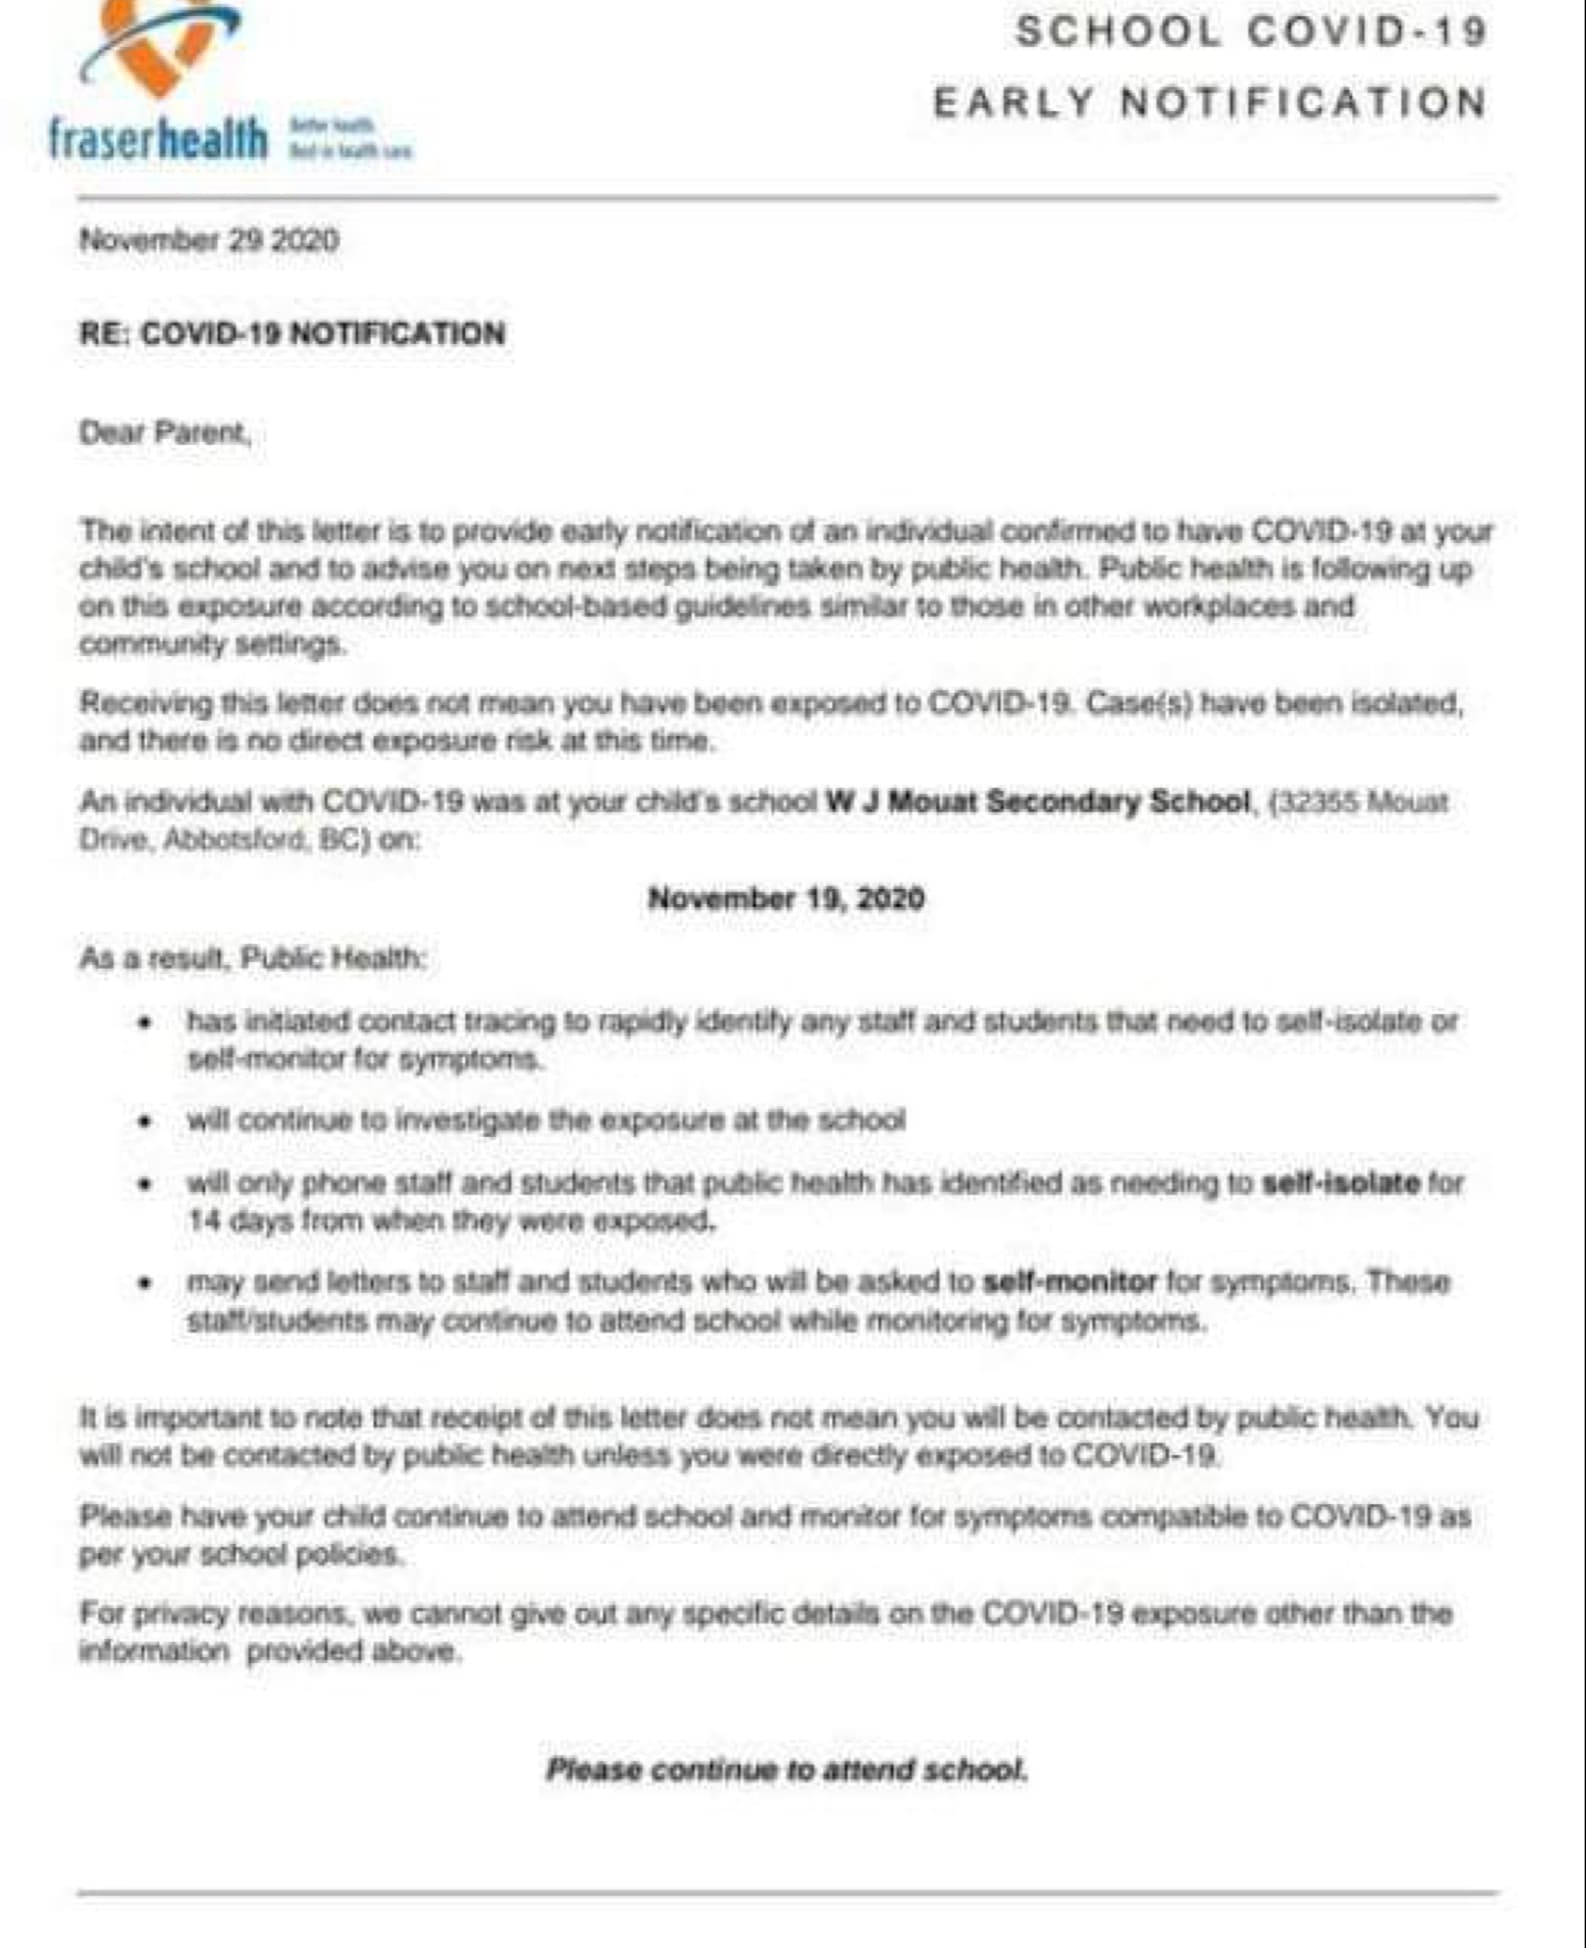 SCHOOL COVID-19
EARLY NOTIFICATION
fraserhealth Better health.
Best in health care.
November 29 2020
RE: COVID-19 NOTIFICATION
Dear Parent,
The intent of this letter is to provide early notification of an individual confirmed to have COVID-19 at your
child's school and to advise you on next steps being taken by public health. Public health is following up
on this exposure according to school-based guidelines similar to those in other workplaces and
community settings.
Receiving this letter does not mean you have been exposed to COVID-19. Case(s) have been isolated,
and there is no direct exposure risk at this time.
An individual with COVID-19 was at your child's school W J Mouat Secondary School, (32355 Mouat
Drive, Abbotsford, BC) on:
November 19, 2020
As a result, Public Health:
• has initiated contact tracing to rapidly identify any staff and students that need to self-isolate or
self-monitor for symptoms.
• will continue to investigate the exposure at the school
• will only phone staff and students that public health has identified as needing to self-isolate for
14 days from when they were exposed.
• may send letters to staff and students who will be asked to self-monitor for symptoms. These
staff/students may continue to attend school while monitoring for symptoms.
It is important to note that receipt of this letter does not mean you will be contacted by public health. You
will not be contacted by public health unless you were directly exposed to COVID-19.
Please have your child continue to attend school and monitor for symptoms compatible to COVID-19 as
per your school policies.
For privacy reasons, we cannot give out any specific details on the COVID-19 exposure other than the
information provided above.
Please continue to attend school.